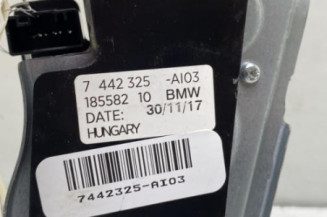 7 442 325 -AI03
185582 10 BMW
DATE: 30/11/17
HUNGARY
7442325-AI03